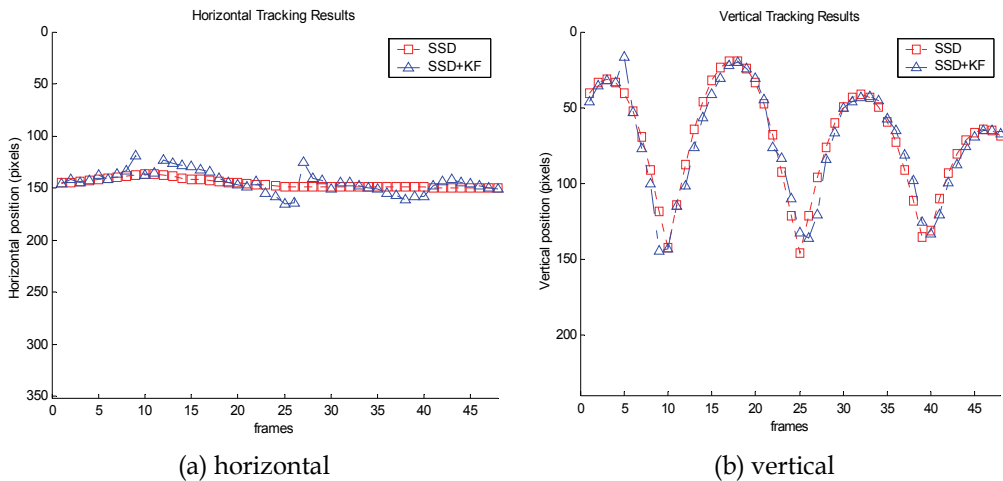 Horizontal Tracking Results
0
50
100
150
200
250
300
350
Horizontal position (pixels)
0 5 10 15 20 25 30 35 40 45
frames
SSD
SSD+KF
(a) horizontal
Vertical Tracking Results
0
50
100
150
200
Vertical position (pixels)
0 5 10 15 20 25 30 35 40 45
frames
SSD
SSD+KF
(b) vertical